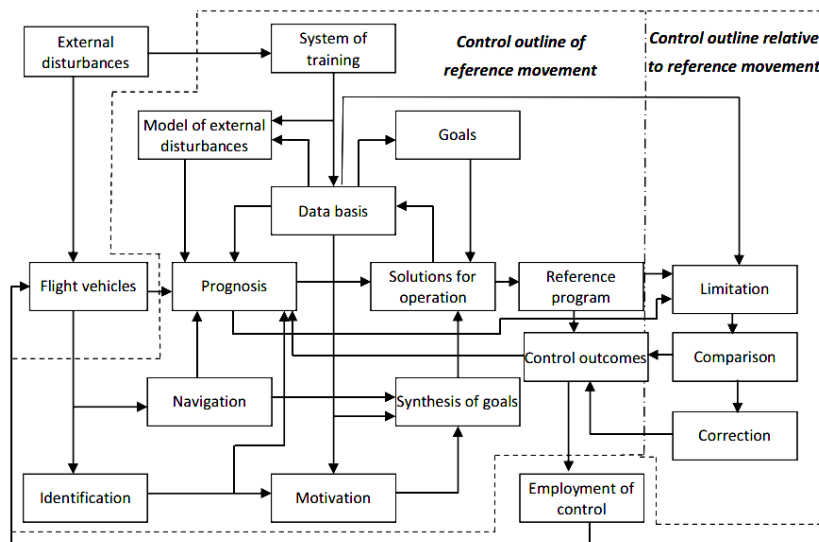 External
disturbances
System of
training
Control outline of
reference movement
Control outline relative
to reference movement
Model of external
disturbances
Goals
Data basis
Flight vehicles
Prognosis
Solutions for
operation
Reference
program
Limitation
Control outcomes
Comparison
Navigation
Synthesis of goals
Correction
Identification
Motivation
Employment of
control